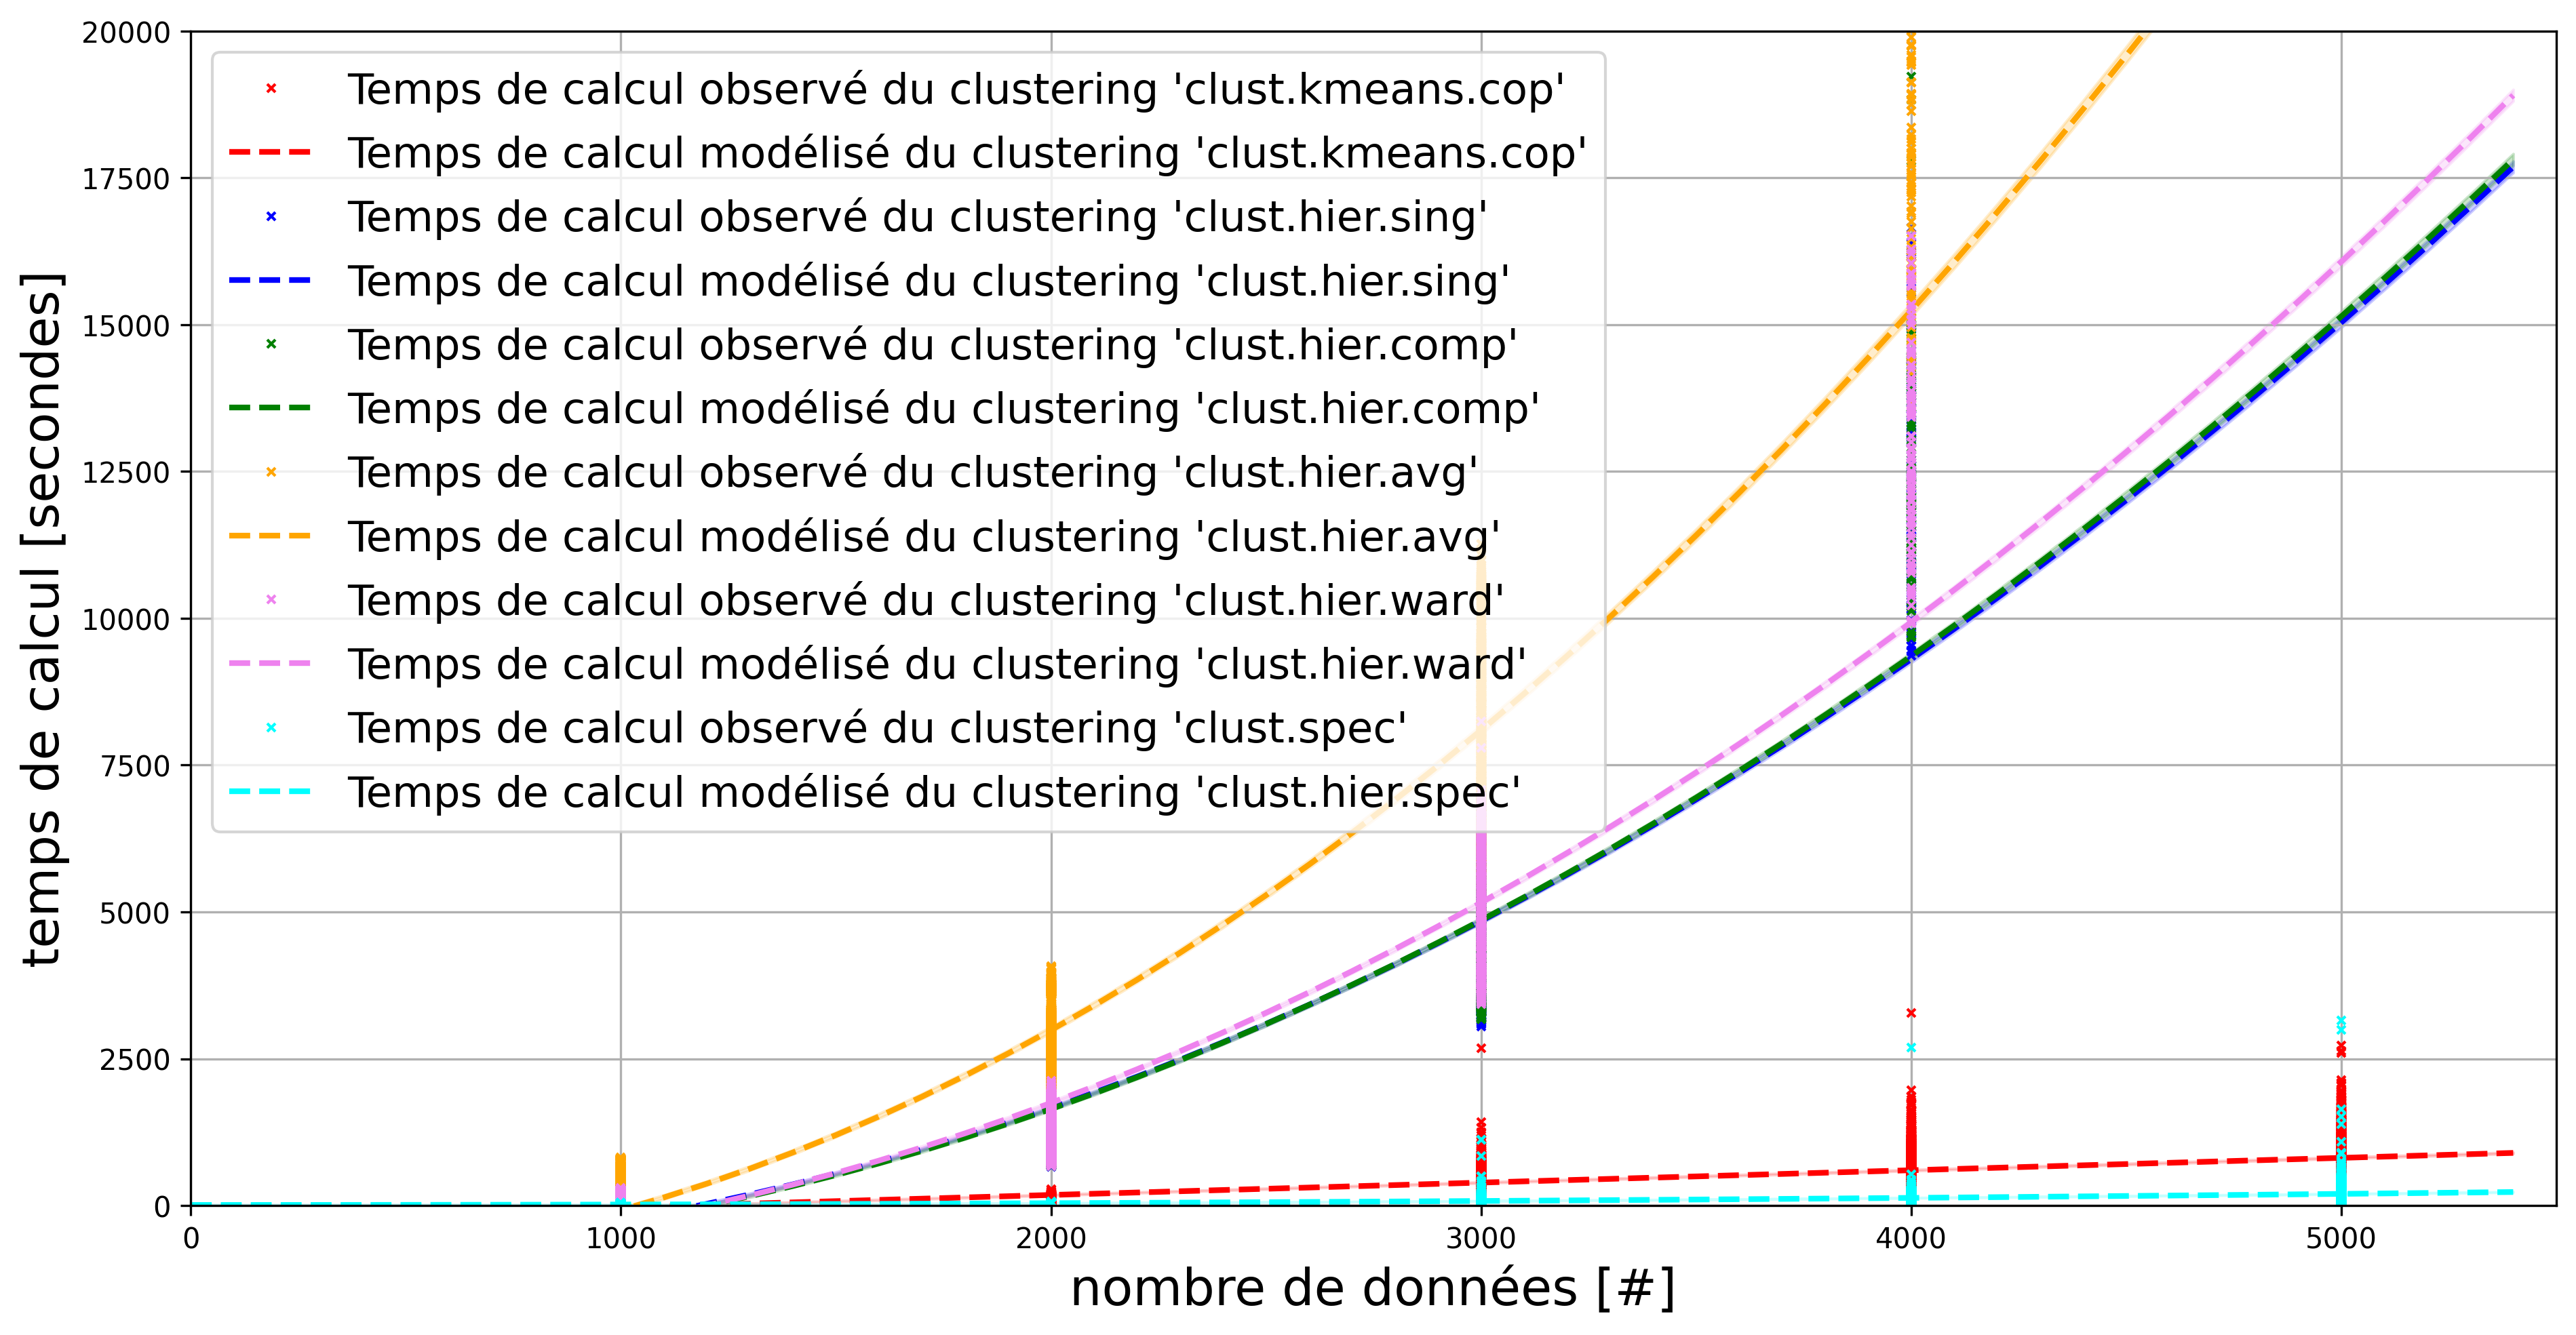 20000
17500
15000
12500
10000
7500
5000
2500
0
temps de calcul [secondes]
Temps de calcul observé du clustering 'clust.kmeans.cop'
Temps de calcul modélisé du clustering 'clust.kmeans.cop'
Temps de calcul observé du clustering 'clust.hier.sing'
Temps de calcul modélisé du clustering 'clust.hier.sing'
Temps de calcul observé du clustering 'clust.hier.comp'
Temps de calcul modélisé du clustering 'clust.hier.comp'
Temps de calcul observé du clustering 'clust.hier.avg'
Temps de calcul modélisé du clustering 'clust.hier.avg'
Temps de calcul observé du clustering 'clust.hier.ward'
Temps de calcul modélisé du clustering 'clust.hier.ward'
Temps de calcul observé du clustering 'clust.spec'
Temps de calcul modélisé du clustering 'clust.hier.spec'
0 1000 2000 3000 4000 5000
nombre de données [#]